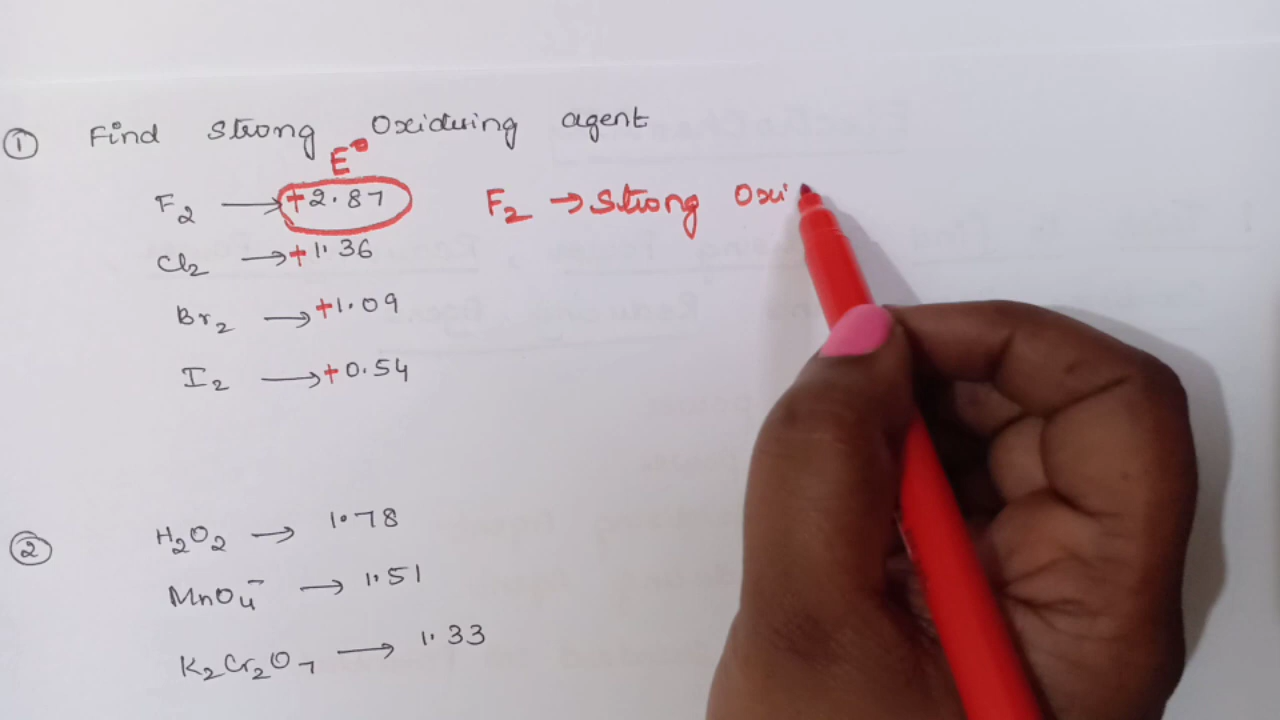 ① Find Strong Oxidising agent
E°
F₂ → +2.87 F₂ → Strong Oxi
Cl₂ → +1.36
Br₂ → +1.09
I₂ → +0.54
② H₂O₂ → 1.78
MnO₄⁻ → 1.51
K₂Cr₂O₇ → 1.33